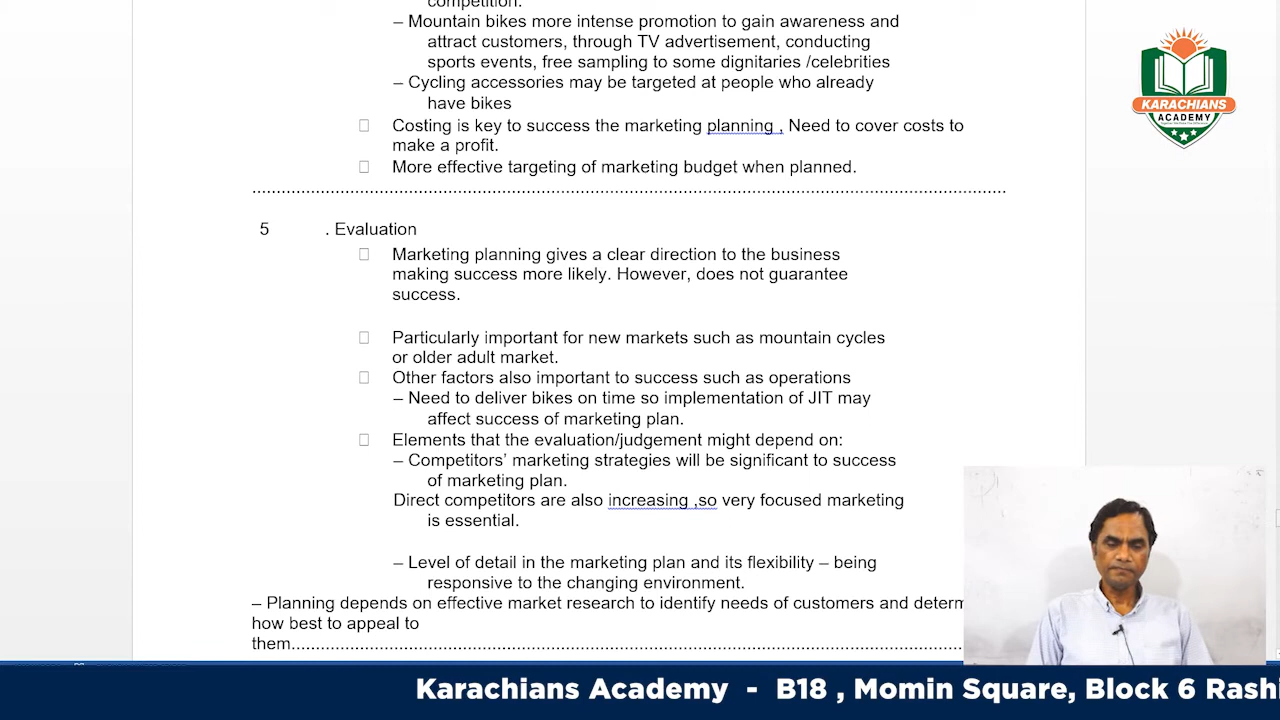 competition.
– Mountain bikes more intense promotion to gain awareness and
attract customers, through TV advertisement, conducting
sports events, free sampling to some dignitaries /celebrities
– Cycling accessories may be targeted at people who already
have bikes
Costing is key to success the marketing planning , Need to cover costs to
make a profit.
More effective targeting of marketing budget when planned.
5 . Evaluation
Marketing planning gives a clear direction to the business
making success more likely. However, does not guarantee
success.
Particularly important for new markets such as mountain cycles
or older adult market.
Other factors also important to success such as operations
– Need to deliver bikes on time so implementation of JIT may
affect success of marketing plan.
Elements that the evaluation/judgement might depend on:
– Competitors’ marketing strategies will be significant to success
of marketing plan.
Direct competitors are also increasing ,so very focused marketing
is essential.
– Level of detail in the marketing plan and its flexibility – being
responsive to the changing environment.
– Planning depends on effective market research to identify needs of customers and determ
how best to appeal to
them.
KARACHIANS
ACADEMY
Karachians Academy - B18 , Momin Square, Block 6 Rashi